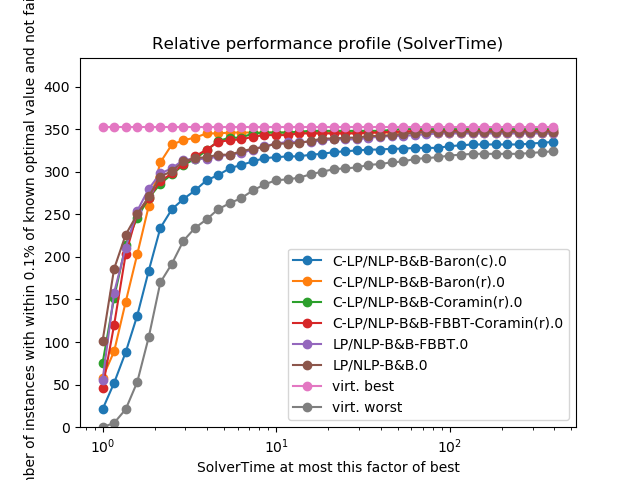 Relative performance profile (SolverTime)
of instances with within 0.1% of known optimal value and not
400
350
300
250
200
150
100
50
0
10⁰
10¹
10²
SolverTime at most this factor of best
C-LP/NLP-B&B-Baron(c).0
C-LP/NLP-B&B-Baron(r).0
C-LP/NLP-B&B-Coramin(r).0
C-LP/NLP-B&B-FBBT-Coramin(r).0
LP/NLP-B&B-FBBT.0
LP/NLP-B&B.0
virt. best
virt. worst